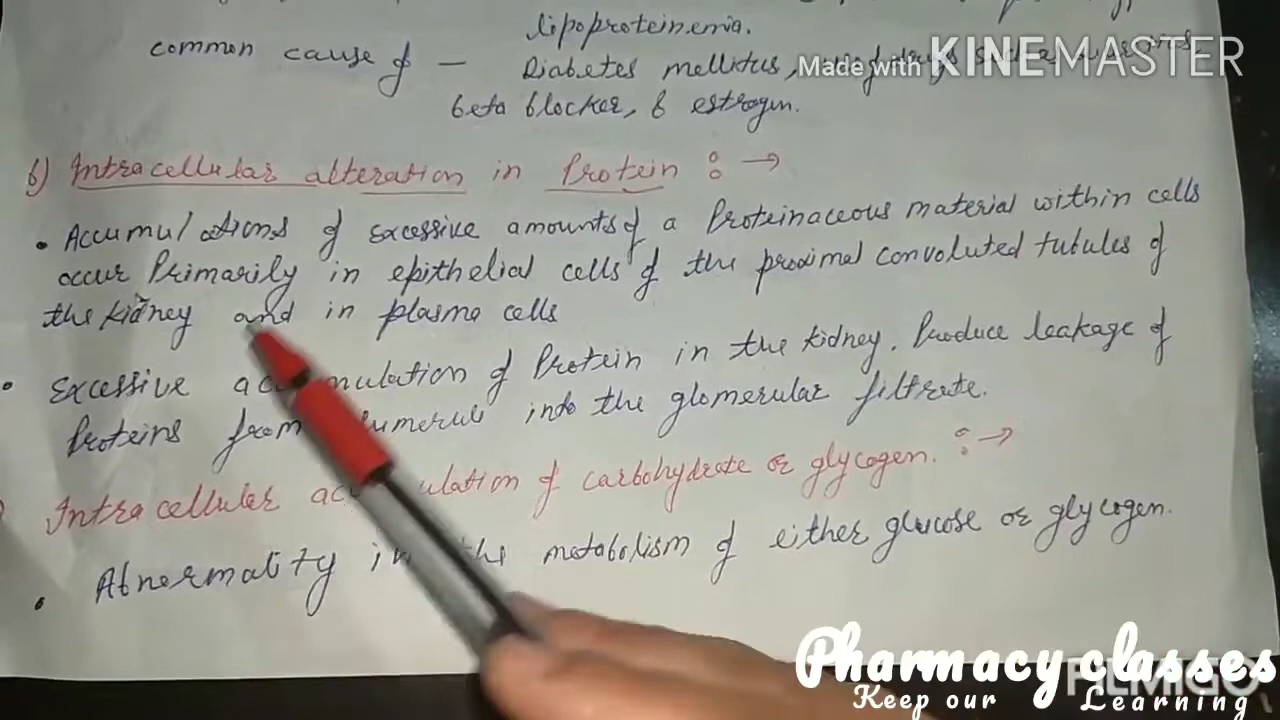 lipoproteinemia.
common cause of — Diabetes mellitus,
Made with KINEMASTER
beta blocker, & estrogen.
b) Intracellular alteration in Protein :→
• Accumulations of excessive amounts of a Proteinaceous material within cells
occur Primarily in epithelial cells of the proximal convoluted tubules of
the kidney and in plasma cells
• Excessive accumulation of Protein in the kidney. Produce leakage of
Proteins from into the glomerular filtrate.
Intracellular of carbohydrate or glycogen. :→
• Abnormality in the metabolism of either glucose or glycogen.
Pharmacy classes
FILMIGO
Keep our Learning